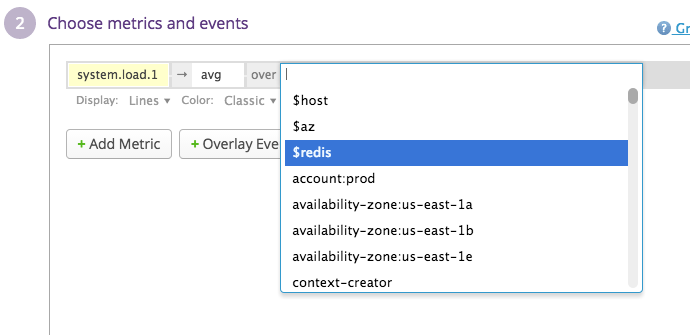 2 Choose metrics and events
Gr
system.load.1 → avg over
Display: Lines Color: Classic
$host
$az
+ Add Metric + Overlay Eve
$redis
account:prod
availability-zone:us-east-1a
availability-zone:us-east-1b
availability-zone:us-east-1e
context-creator